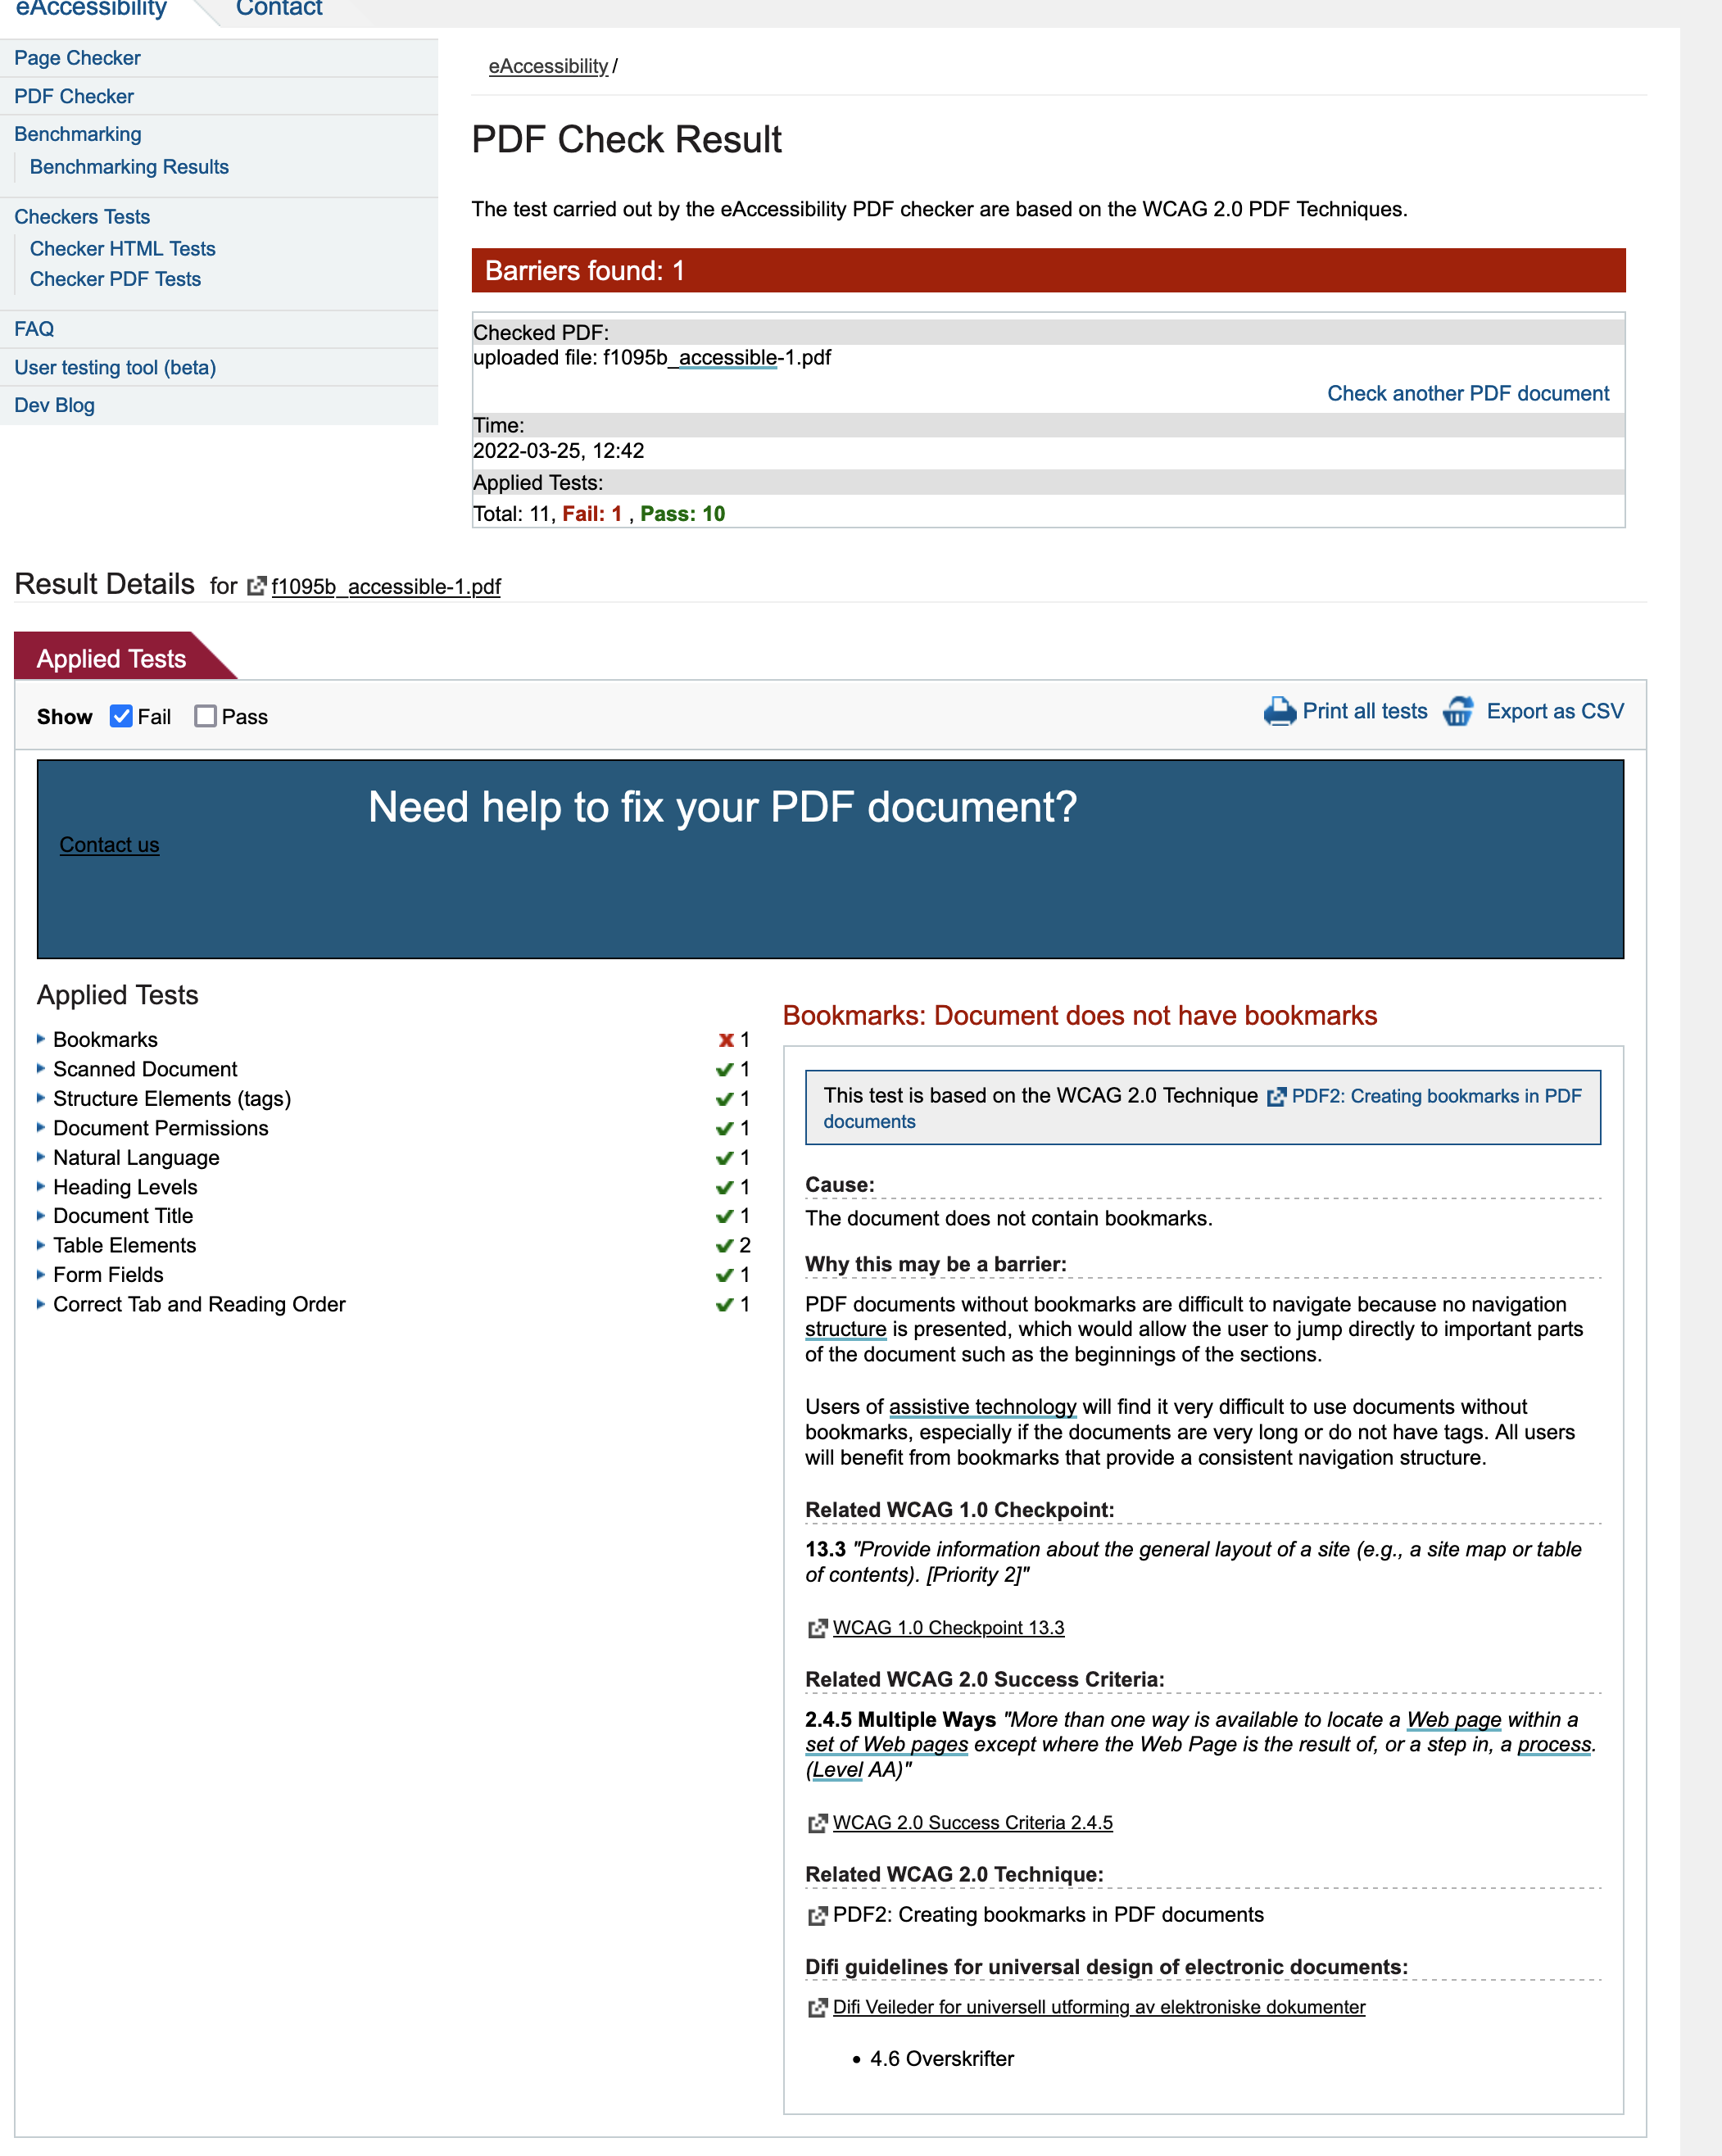 eAccessibility
Contact
Page Checker
PDF Checker
Benchmarking
Benchmarking Results
Checkers Tests
Checker HTML Tests
Checker PDF Tests
FAQ
User testing tool (beta)
Dev Blog
eAccessibility /
PDF Check Result
The test carried out by the eAccessibility PDF checker are based on the WCAG 2.0 PDF Techniques.
Barriers found: 1
Checked PDF:
uploaded file: f1095b_accessible-1.pdf
Check another PDF document
Time:
2022-03-25, 12:42
Applied Tests:
Total: 11, Fail: 1 , Pass: 10
Result Details for f1095b_accessible-1.pdf
Applied Tests
Show Fail Pass
Print all tests Export as CSV
Need help to fix your PDF document?
Contact us
Applied Tests
Bookmarks 1
Scanned Document 1
Structure Elements (tags) 1
Document Permissions 1
Natural Language 1
Heading Levels 1
Document Title 1
Table Elements 2
Form Fields 1
Correct Tab and Reading Order 1
Bookmarks: Document does not have bookmarks
This test is based on the WCAG 2.0 Technique PDF2: Creating bookmarks in PDF
documents
Cause:
The document does not contain bookmarks.
Why this may be a barrier:
PDF documents without bookmarks are difficult to navigate because no navigation
structure is presented, which would allow the user to jump directly to important parts
of the document such as the beginnings of the sections.
Users of assistive technology will find it very difficult to use documents without
bookmarks, especially if the documents are very long or do not have tags. All users
will benefit from bookmarks that provide a consistent navigation structure.
Related WCAG 1.0 Checkpoint:
13.3 "Provide information about the general layout of a site (e.g., a site map or table
of contents). [Priority 2]"
WCAG 1.0 Checkpoint 13.3
Related WCAG 2.0 Success Criteria:
2.4.5 Multiple Ways "More than one way is available to locate a Web page within a
set of Web pages except where the Web Page is the result of, or a step in, a process.
(Level AA)"
WCAG 2.0 Success Criteria 2.4.5
Related WCAG 2.0 Technique:
PDF2: Creating bookmarks in PDF documents
Difi guidelines for universal design of electronic documents:
Difi Veileder for universell utforming av elektroniske dokumenter
• 4.6 Overskrifter